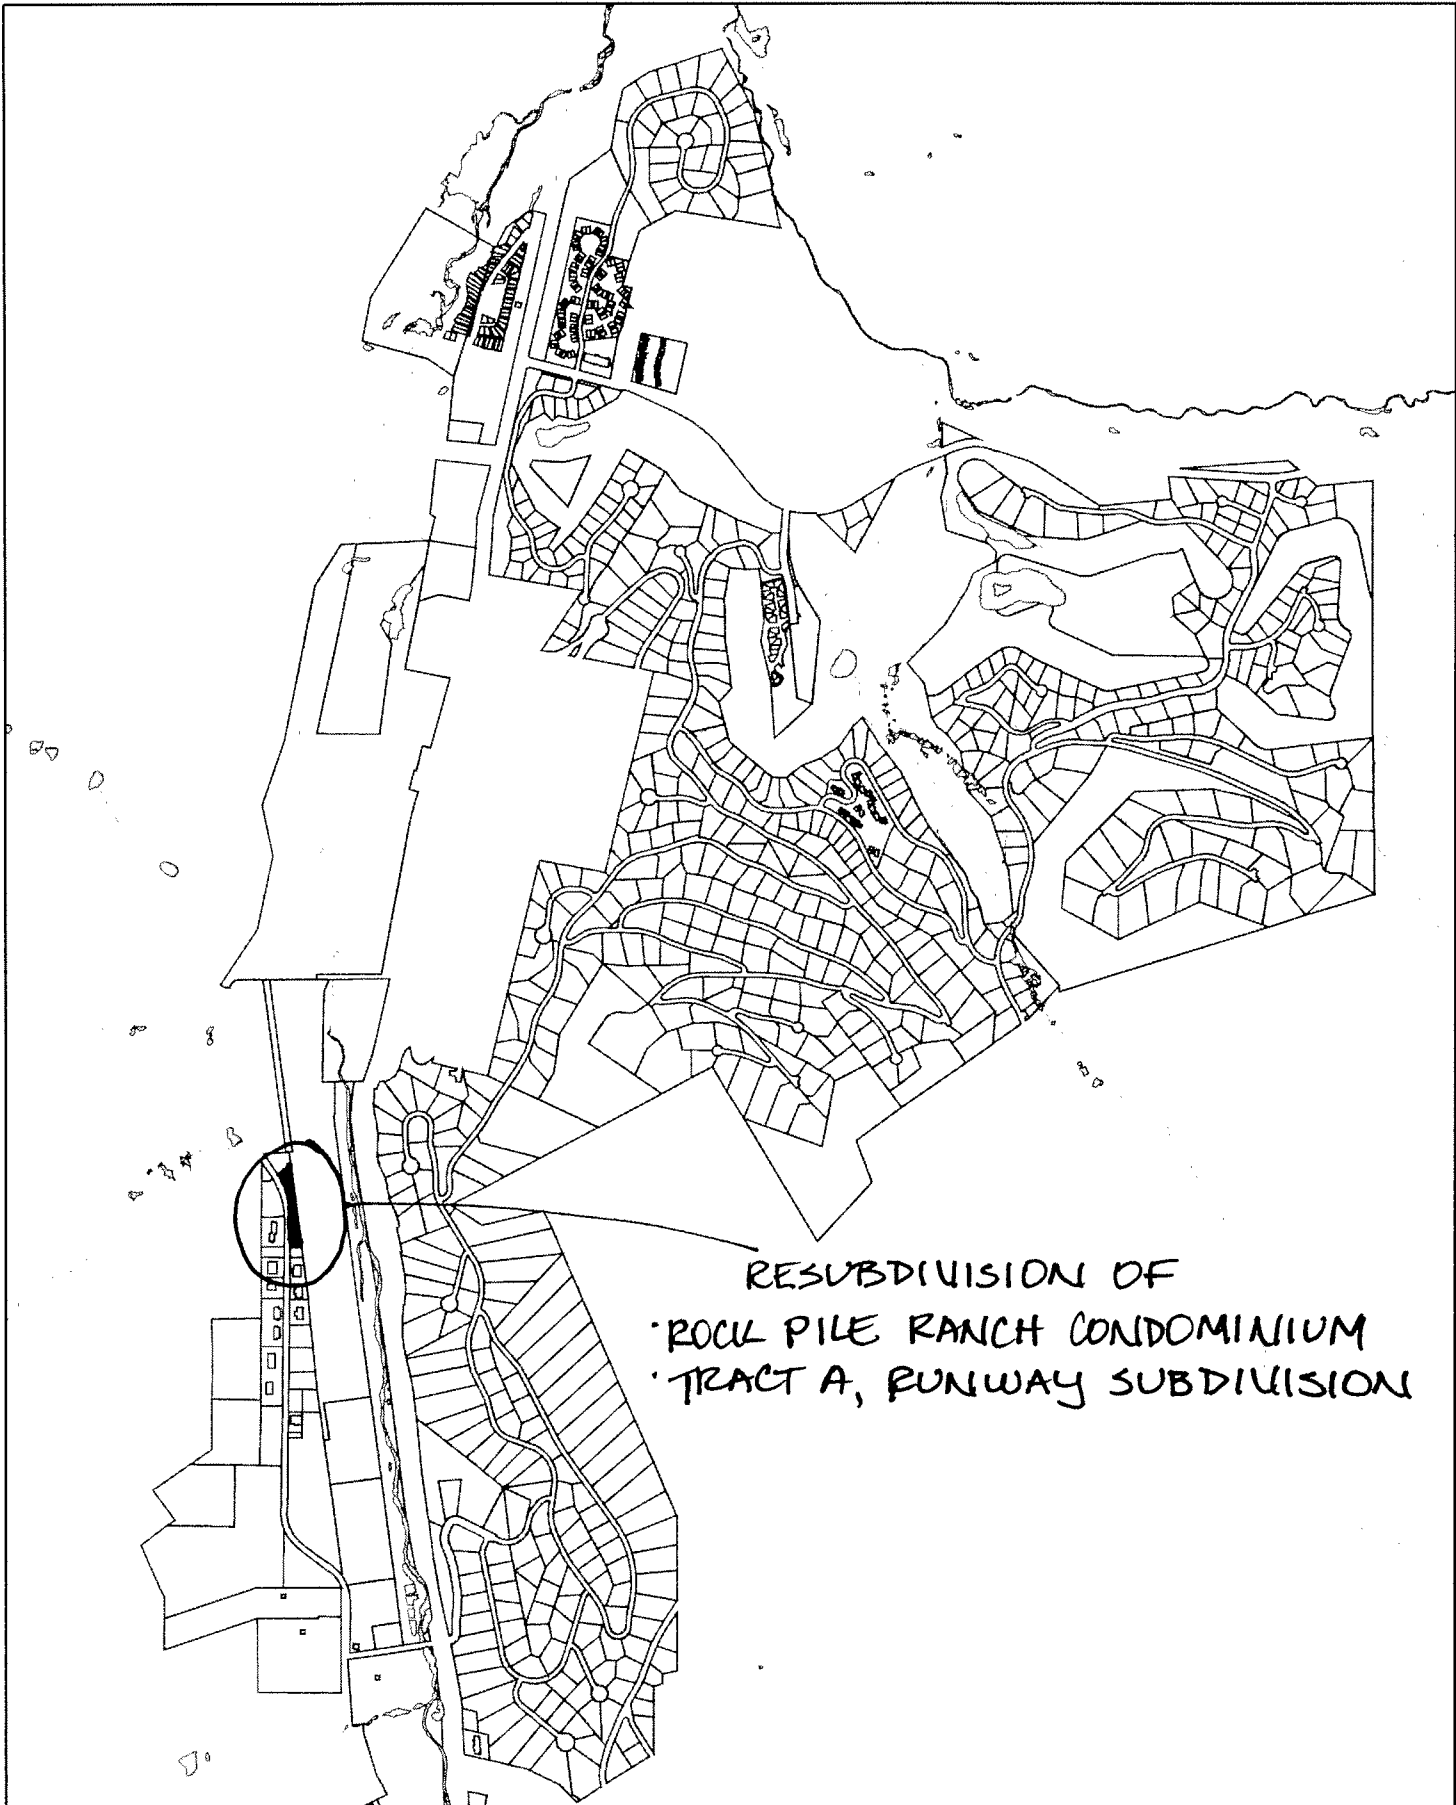 RESUBDIVISION OF
· ROCK PILE RANCH CONDOMINIUM
· TRACT A, RUNWAY SUBDIVISION